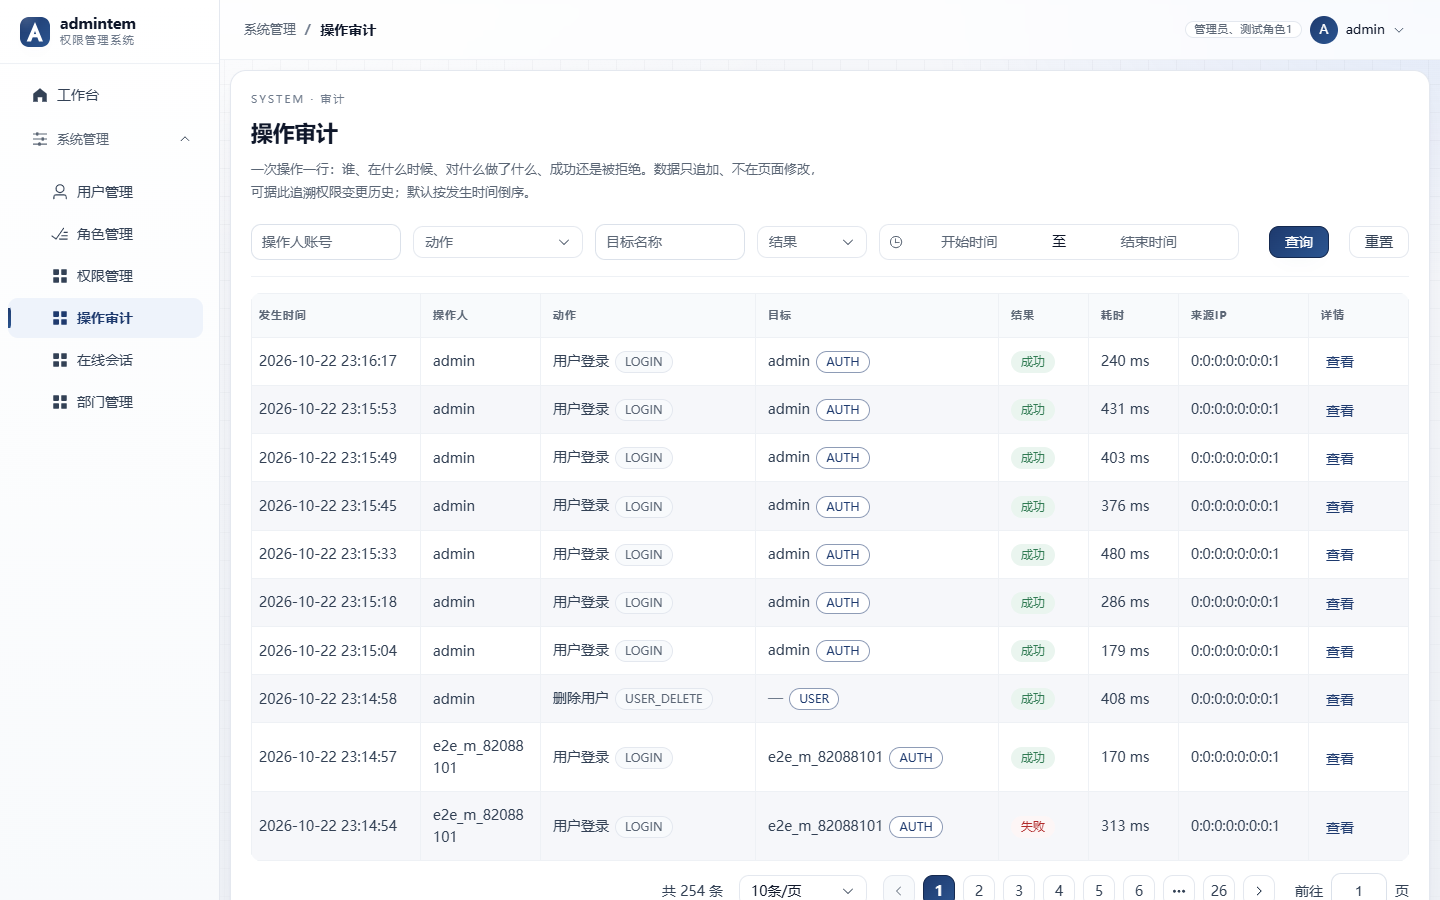 admintem
权限管理系统
系统管理 / 操作审计
管理员、测试角色1
A
admin
工作台
系统管理
用户管理
角色管理
权限管理
操作审计
在线会话
部门管理
SYSTEM · 审计
操作审计
一次操作一行：谁、在什么时候、对什么做了什么、成功还是被拒绝。数据只追加、不在页面修改，
可据此追溯权限变更历史；默认按发生时间倒序。
操作人账号 动作 目标名称 结果 开始时间 至 结束时间 查询 重置
发生时间 操作人 动作 目标 结果 耗时 来源IP 详情
2026-10-22 23:16:17 admin 用户登录 LOGIN admin AUTH 成功 240 ms 0:0:0:0:0:0:0:1 查看
2026-10-22 23:15:53 admin 用户登录 LOGIN admin AUTH 成功 431 ms 0:0:0:0:0:0:0:1 查看
2026-10-22 23:15:49 admin 用户登录 LOGIN admin AUTH 成功 403 ms 0:0:0:0:0:0:0:1 查看
2026-10-22 23:15:45 admin 用户登录 LOGIN admin AUTH 成功 376 ms 0:0:0:0:0:0:0:1 查看
2026-10-22 23:15:33 admin 用户登录 LOGIN admin AUTH 成功 480 ms 0:0:0:0:0:0:0:1 查看
2026-10-22 23:15:18 admin 用户登录 LOGIN admin AUTH 成功 286 ms 0:0:0:0:0:0:0:1 查看
2026-10-22 23:15:04 admin 用户登录 LOGIN admin AUTH 成功 179 ms 0:0:0:0:0:0:0:1 查看
2026-10-22 23:14:58 admin 删除用户 USER_DELETE — USER 成功 408 ms 0:0:0:0:0:0:0:1 查看
2026-10-22 23:14:57 e2e_m_82088101 用户登录 LOGIN e2e_m_82088101 AUTH 成功 170 ms 0:0:0:0:0:0:0:1 查看
2026-10-22 23:14:54 e2e_m_82088101 用户登录 LOGIN e2e_m_82088101 AUTH 失败 313 ms 0:0:0:0:0:0:0:1 查看
共 254 条 10条/页 1 2 3 4 5 6 ••• 26 前往 1 页